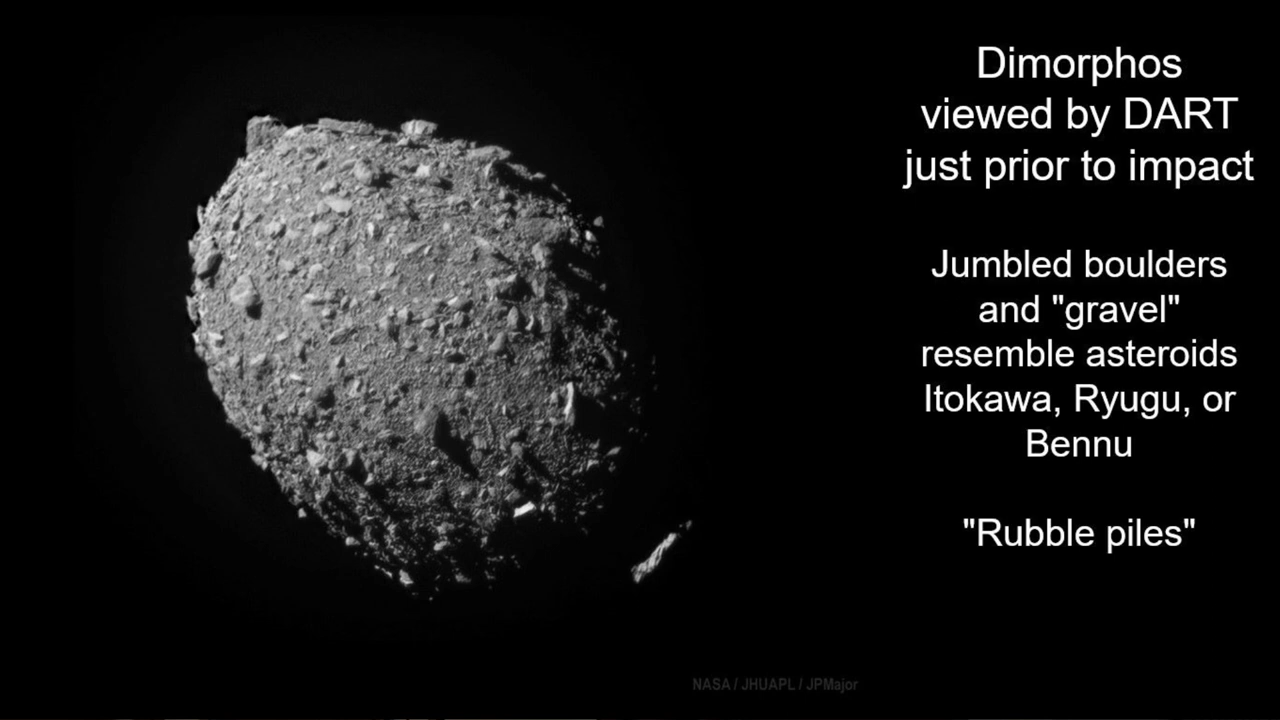 Dimorphos
viewed by DART
just prior to impact
Jumbled boulders
and "gravel"
resemble asteroids
Itokawa, Ryugu, or
Bennu
"Rubble piles"
NASA / JHUAPL / JPMajor